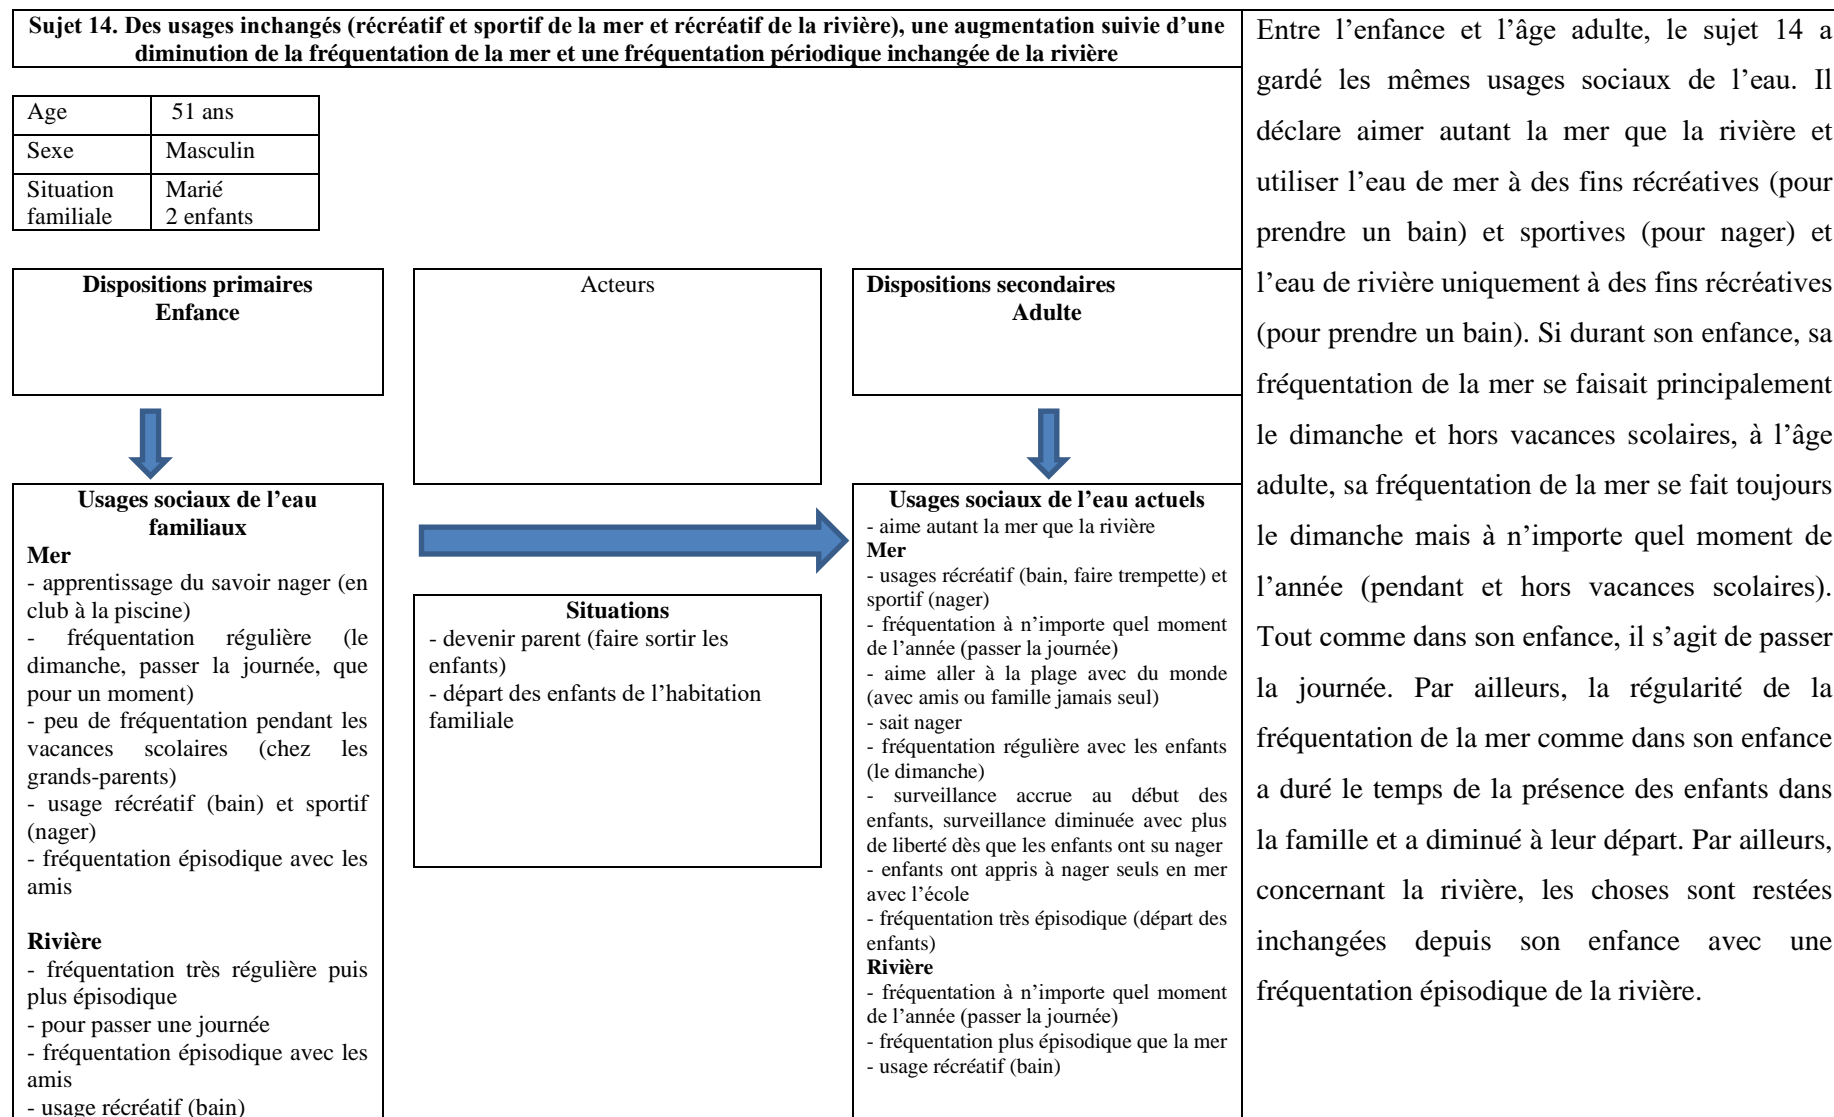 Sujet 14. Des usages inchangés (récréatif et sportif de la mer et récréatif de la rivière), une augmentation suivie d’une
diminution de la fréquentation de la mer et une fréquentation périodique inchangée de la rivière
Age 51 ans
Sexe Masculin
Situation Marié
familiale 2 enfants
Dispositions primaires
Enfance
Acteurs
Dispositions secondaires
Adulte
Usages sociaux de l’eau
familiaux
Mer
- apprentissage du savoir nager (en
club à la piscine)
- fréquentation régulière (le
dimanche, passer la journée, que
pour un moment)
- peu de fréquentation pendant les
vacances scolaires (chez les
grands-parents)
- usage récréatif (bain) et sportif
(nager)
- fréquentation épisodique avec les
amis
Rivière
- fréquentation très régulière puis
plus épisodique
- pour passer une journée
- fréquentation épisodique avec les
amis
- usage récréatif (bain)
Situations
- devenir parent (faire sortir les
enfants)
- départ des enfants de l’habitation
familiale
Usages sociaux de l’eau actuels
- aime autant la mer que la rivière
Mer
- usages récréatif (bain, faire trempette) et
sportif (nager)
- fréquentation à n’importe quel moment
de l’année (passer la journée)
- aime aller à la plage avec du monde
(avec amis ou famille jamais seul)
- sait nager
- fréquentation régulière avec les enfants
(le dimanche)
- surveillance accrue au début des
enfants, surveillance diminuée avec plus
de liberté dès que les enfants ont su nager
- enfants ont appris à nager seuls en mer
avec l’école
- fréquentation très épisodique (départ des
enfants)
Rivière
- fréquentation à n’importe quel moment
de l’année (passer la journée)
- fréquentation plus épisodique que la mer
- usage récréatif (bain)
Entre l’enfance et l’âge adulte, le sujet 14 a
gardé les mêmes usages sociaux de l’eau. Il
déclare aimer autant la mer que la rivière et
utiliser l’eau de mer à des fins récréatives (pour
prendre un bain) et sportives (pour nager) et
l’eau de rivière uniquement à des fins récréatives
(pour prendre un bain). Si durant son enfance, sa
fréquentation de la mer se faisait principalement
le dimanche et hors vacances scolaires, à l’âge
adulte, sa fréquentation de la mer se fait toujours
le dimanche mais à n’importe quel moment de
l’année (pendant et hors vacances scolaires).
Tout comme dans son enfance, il s’agit de passer
la journée. Par ailleurs, la régularité de la
fréquentation de la mer comme dans son enfance
a duré le temps de la présence des enfants dans
la famille et a diminué à leur départ. Par ailleurs,
concernant la rivière, les choses sont restées
inchangées depuis son enfance avec une
fréquentation épisodique de la rivière.